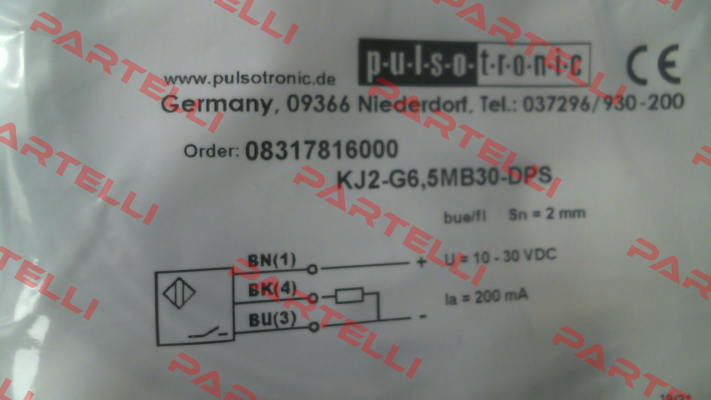 p·u·l·s·o·t·r·o·n·i·c CE
www.pulsotronic.de
Germany, 09366 Niederdorf, Tel.: 037296/930-200
Order: 08317816000
KJ2-G6,5MB30-DPS
bue/fl Sn = 2 mm
BN(1) + U = 10 - 30 VDC
BK(4) Ia = 200 mA
BU(3) -
PARTELLI
PARTELLI
PARTELLI
PARTELLI
PARTELLI
PARTELLI
PARTELLI
PARTELLI